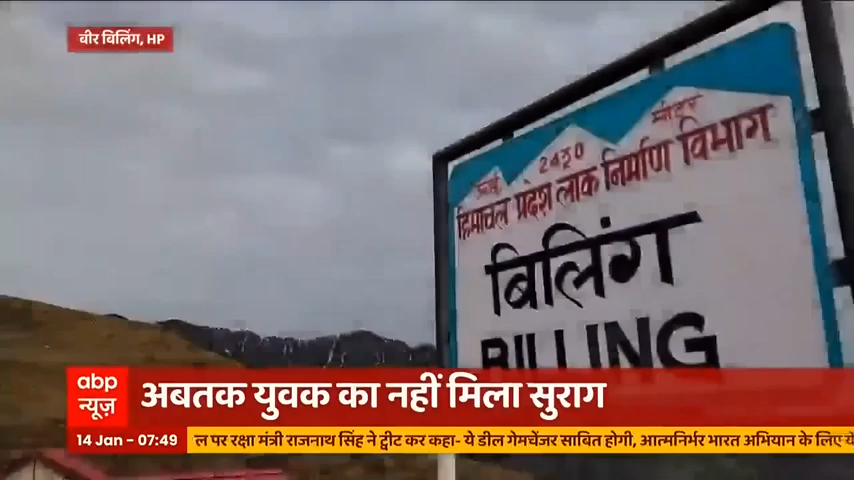 बीर बिलिंग, HP
ऊंचाई 2430 मीटर
हिमाचल प्रदेश लोक निर्माण विभाग
बिलिंग
BILLING
abp
न्यूज़
अबतक युवक का नहीं मिला सुराग
14 Jan - 07:49
ल पर रक्षा मंत्री राजनाथ सिंह ने ट्वीट कर कहा- ये डील गेमचेंजर साबित होगी, आत्मनिर्भर भारत अभियान के लिए ये